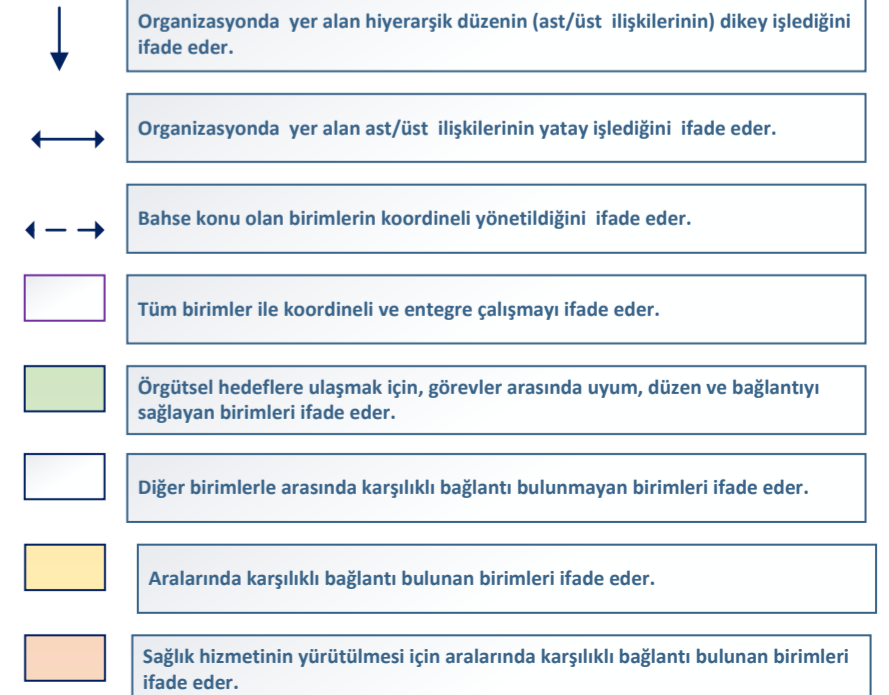 Organizasyonda yer alan hiyerarşik düzenin (ast/üst ilişkilerinin) dikey işlediğini
ifade eder.
Organizasyonda yer alan ast/üst ilişkilerinin yatay işlediğini ifade eder.
Bahse konu olan birimlerin koordineli yönetildiğini ifade eder.
Tüm birimler ile koordineli ve entegre çalışmayı ifade eder.
Örgütsel hedeflere ulaşmak için, görevler arasında uyum, düzen ve bağlantıyı
sağlayan birimleri ifade eder.
Diğer birimlerle arasında karşılıklı bağlantı bulunmayan birimleri ifade eder.
Aralarında karşılıklı bağlantı bulunan birimleri ifade eder.
Sağlık hizmetinin yürütülmesi için aralarında karşılıklı bağlantı bulunan birimleri
ifade eder.